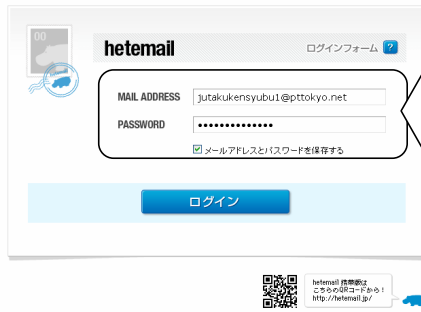 00
hetemail
ログインフォーム ?
MAIL ADDRESS jutakukensyubu1@pttokyo.net
PASSWORD ••••••••••••••
メールアドレスとパスワードを保存する
ログイン
hetemail 携帯版は
こちらのQRコードから！
http://hetemail.jp/